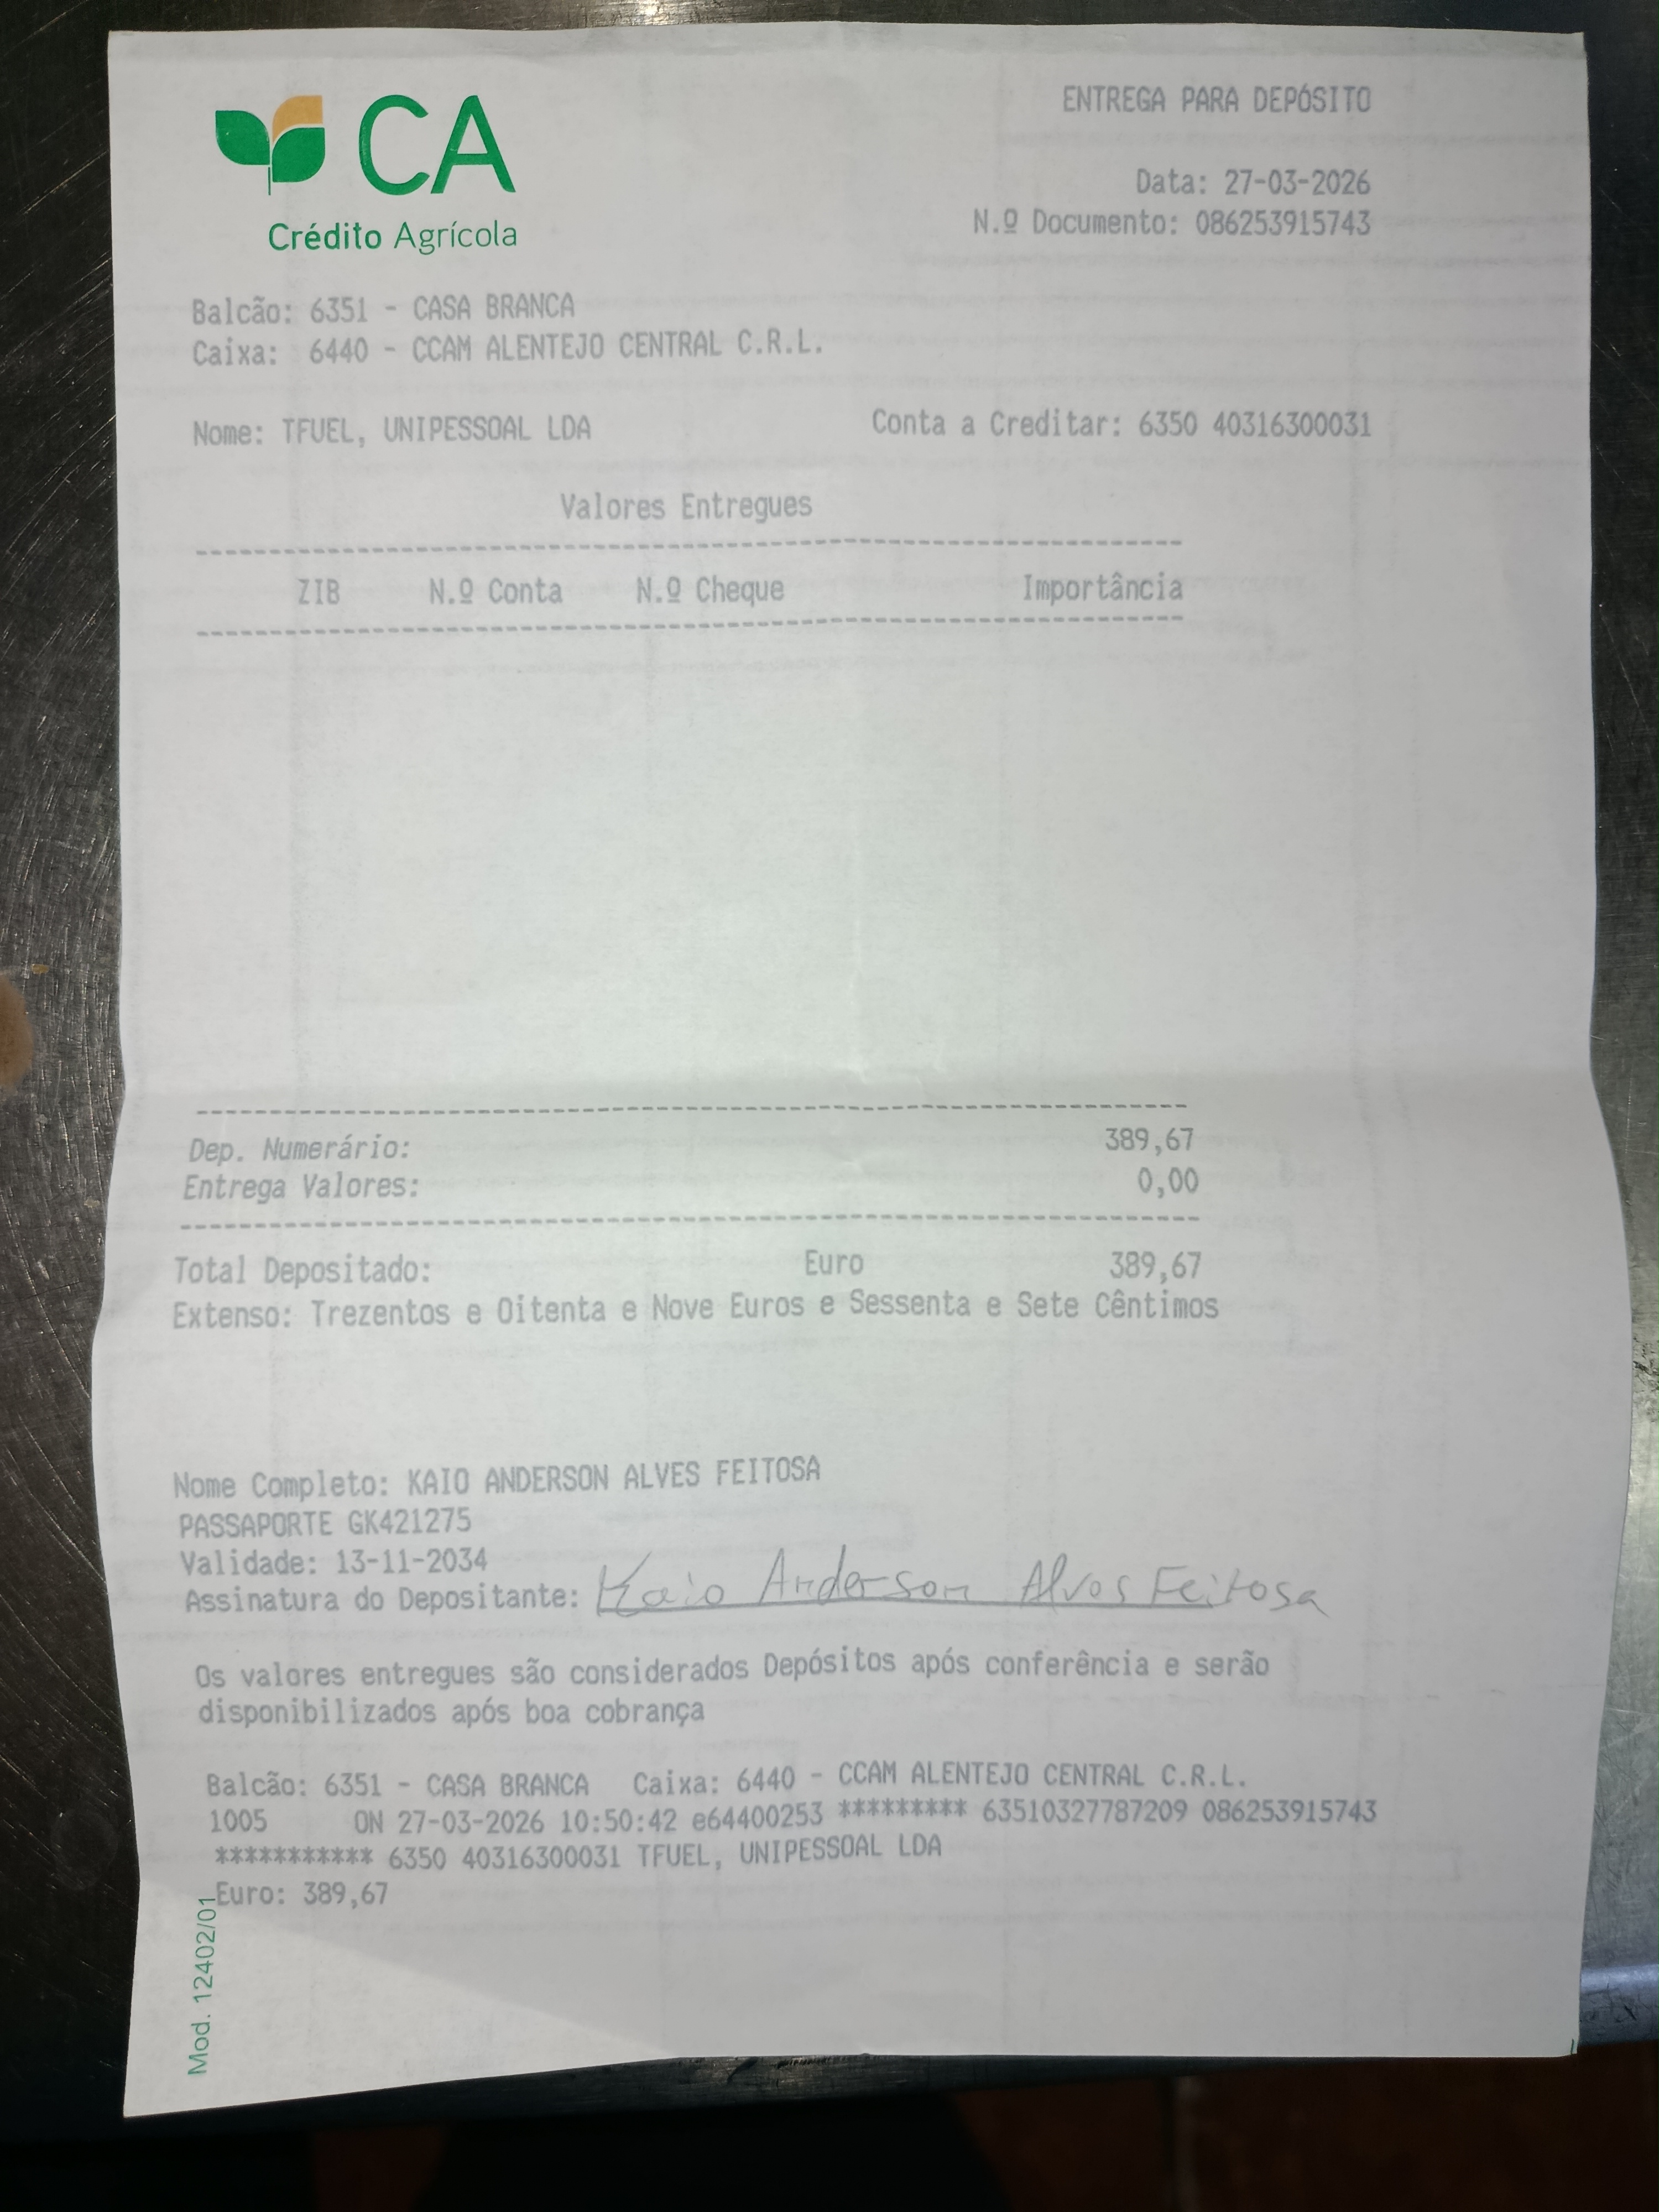 CA
Crédito Agrícola
ENTREGA PARA DEPÓSITO
Data: 27-03-2026
N.º Documento: 086253915743
Balcão: 6351 - CASA BRANCA
Caixa: 6440 - CCAM ALENTEJO CENTRAL C.R.L.
Nome: TFUEL, UNIPESSOAL LDA Conta a Creditar: 6350 40316300031
Valores Entregues
ZIB N.º Conta N.º Cheque Importância
Dep. Numerário: 389,67
Entrega Valores: 0,00
Total Depositado: Euro 389,67
Extenso: Trezentos e Oitenta e Nove Euros e Sessenta e Sete Cêntimos
Nome Completo: KAIO ANDERSON ALVES FEITOSA
PASSAPORTE GK421275
Validade: 13-11-2034
Assinatura do Depositante: Kaio Anderson Alves Feitosa
Os valores entregues são considerados Depósitos após conferência e serão
disponibilizados após boa cobrança
Balcão: 6351 - CASA BRANCA Caixa: 6440 - CCAM ALENTEJO CENTRAL C.R.L.
1005 ON 27-03-2026 10:50:42 e64400253 ********* 63510327787209 086253915743
*********** 6350 40316300031 TFUEL, UNIPESSOAL LDA
Euro: 389,67
Mod. 12402/01